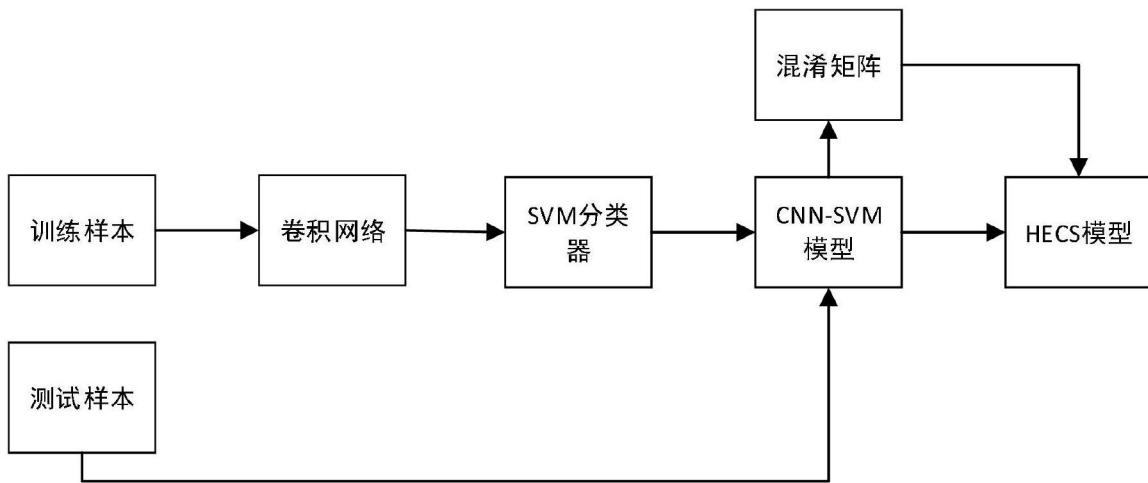 混淆矩阵
训练样本
卷积网络
SVM分类
器
CNN-SVM
模型
HECS模型
测试样本